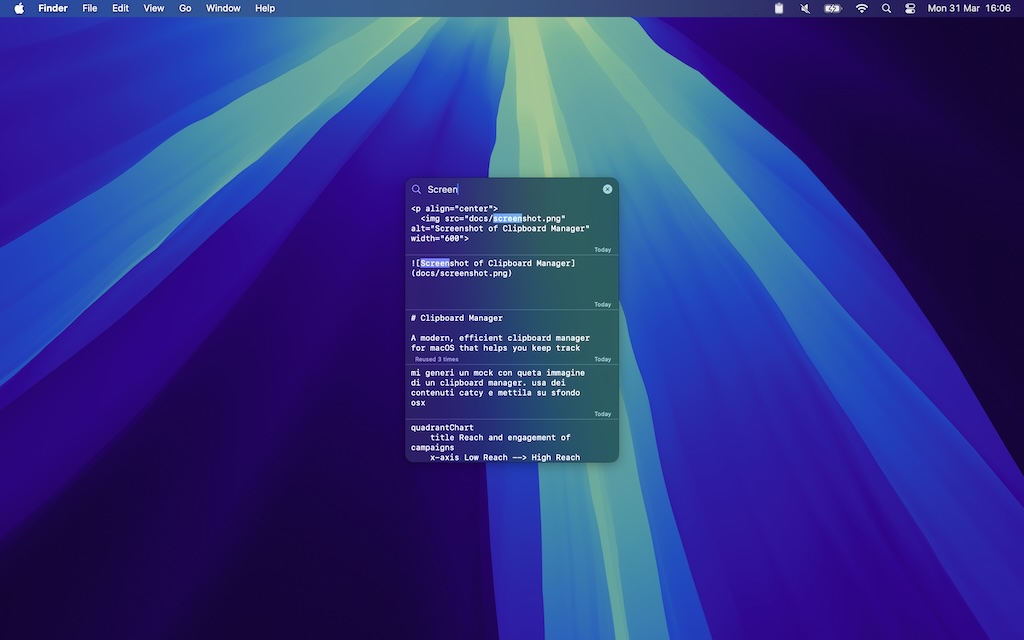 Finder File Edit View Go Window Help Mon 31 Mar 16:06
Screen
<p align="center">
  <img src="docs/screenshot.png"
alt="Screenshot of Clipboard Manager"
width="600">
Today
![Screenshot of Clipboard Manager]
(docs/screenshot.png)
Today
# Clipboard Manager
A modern, efficient clipboard manager
for macOS that helps you keep track
Reused 3 times Today
mi generi un mock con queta immagine
di un clipboard manager. usa dei
contenuti catcy e mettila su sfondo
osx
Today
quadrantChart
    title Reach and engagement of
campaigns
    x-axis Low Reach --> High Reach